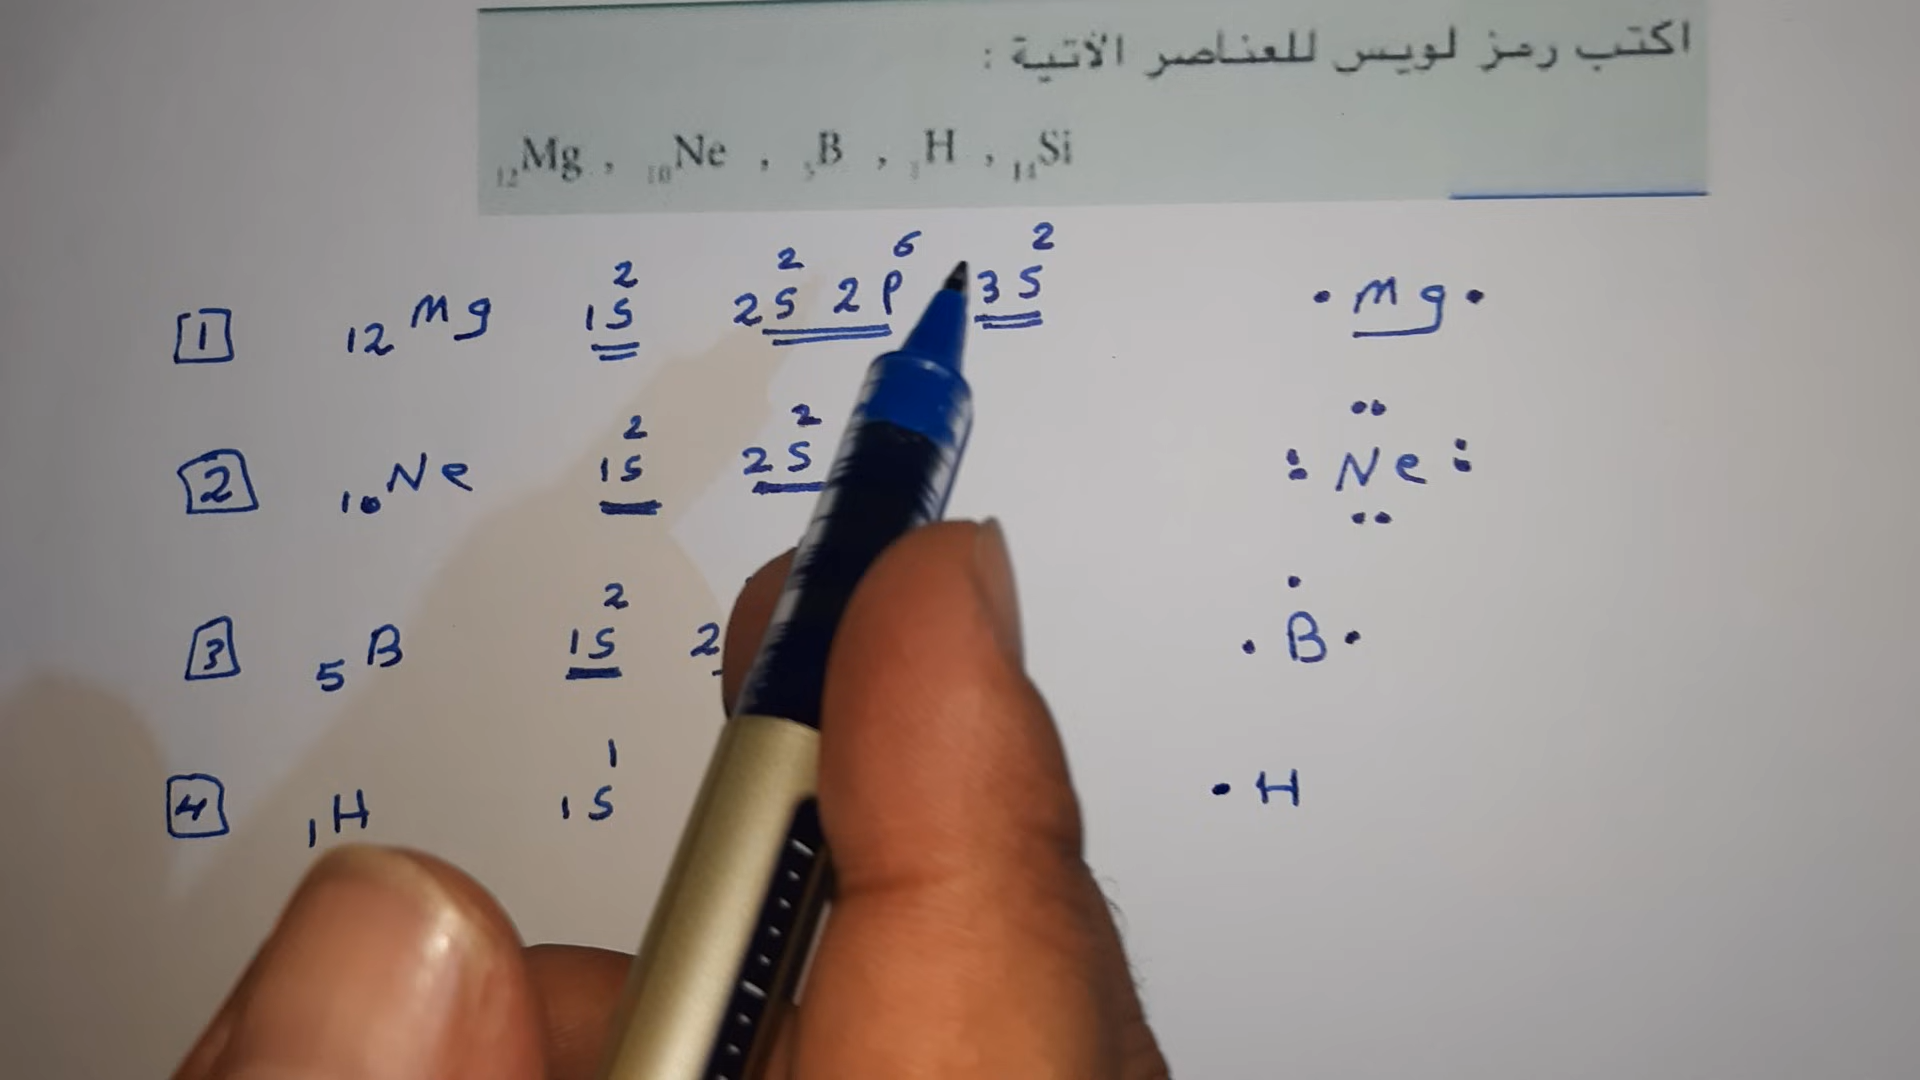 اكتب رمز لويس للعناصر الآتية :
₁₂Mg , ₁₀Ne , ₅B , ₁H , ₁₄Si
1 ₁₂Mg 1S² 2S² 2P⁶ 3S² • Mg •
2 ₁₀Ne 1S² 2S² •• : Ne : ••
3 ₅B 1S² 2 • • B •
4 ₁H 1S¹ • H